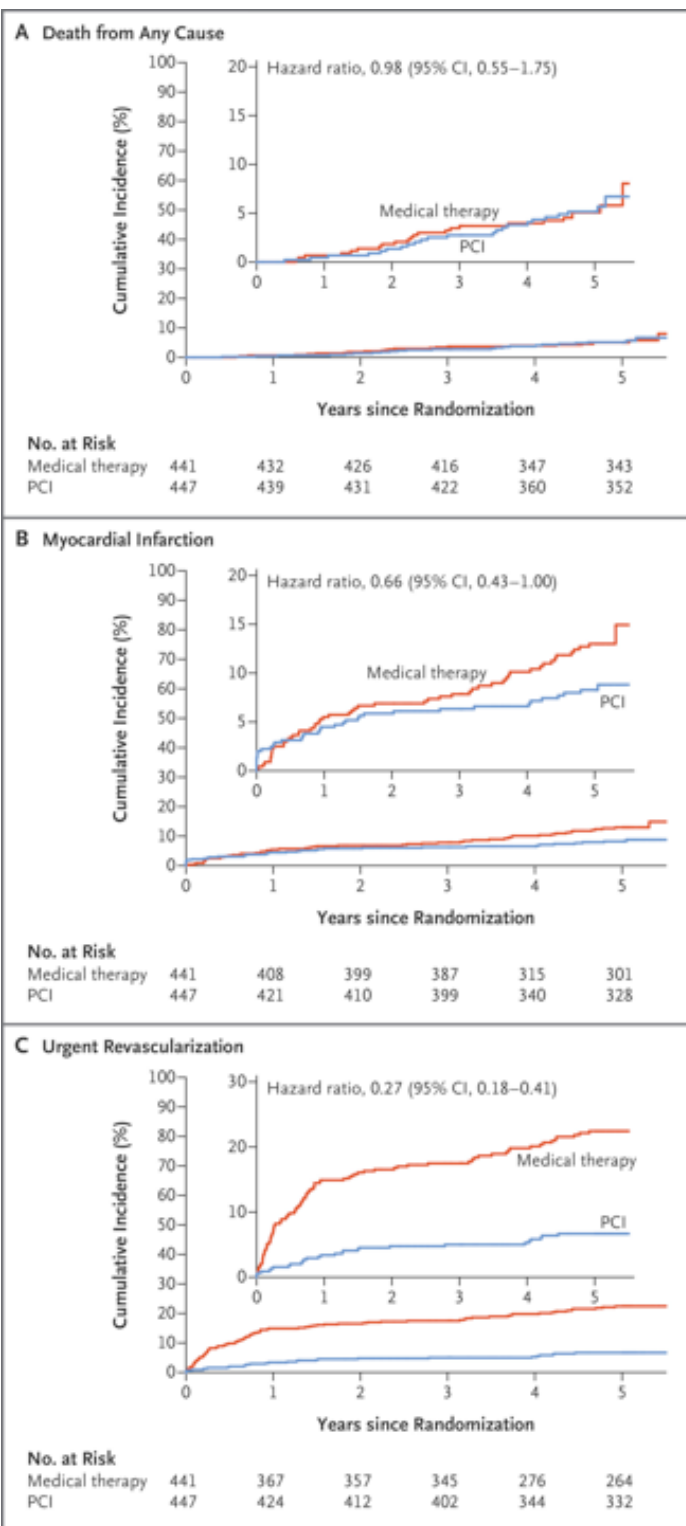 A Death from Any Cause
Cumulative Incidence (%)
100
90
80
70
60
50
40
30
20
10
0
0 1 2 3 4 5
20
15
10
5
0
0 1 2 3 4 5
Hazard ratio, 0.98 (95% CI, 0.55–1.75)
Medical therapy
PCI
Years since Randomization
No. at Risk
Medical therapy 441 432 426 416 347 343
PCI 447 439 431 422 360 352
B Myocardial Infarction
Cumulative Incidence (%)
100
90
80
70
60
50
40
30
20
10
0
0 1 2 3 4 5
20
15
10
5
0
0 1 2 3 4 5
Hazard ratio, 0.66 (95% CI, 0.43–1.00)
Medical therapy
PCI
Years since Randomization
No. at Risk
Medical therapy 441 408 399 387 315 301
PCI 447 421 410 399 340 328
C Urgent Revascularization
Cumulative Incidence (%)
100
90
80
70
60
50
40
30
20
10
0
0 1 2 3 4 5
30
20
10
0
0 1 2 3 4 5
Hazard ratio, 0.27 (95% CI, 0.18–0.41)
Medical therapy
PCI
Years since Randomization
No. at Risk
Medical therapy 441 367 357 345 276 264
PCI 447 424 412 402 344 332